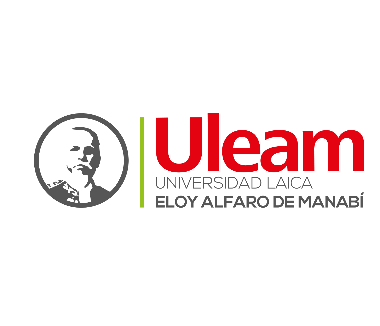 Uleam
UNIVERSIDAD LAICA
ELOY ALFARO DE MANABÍ